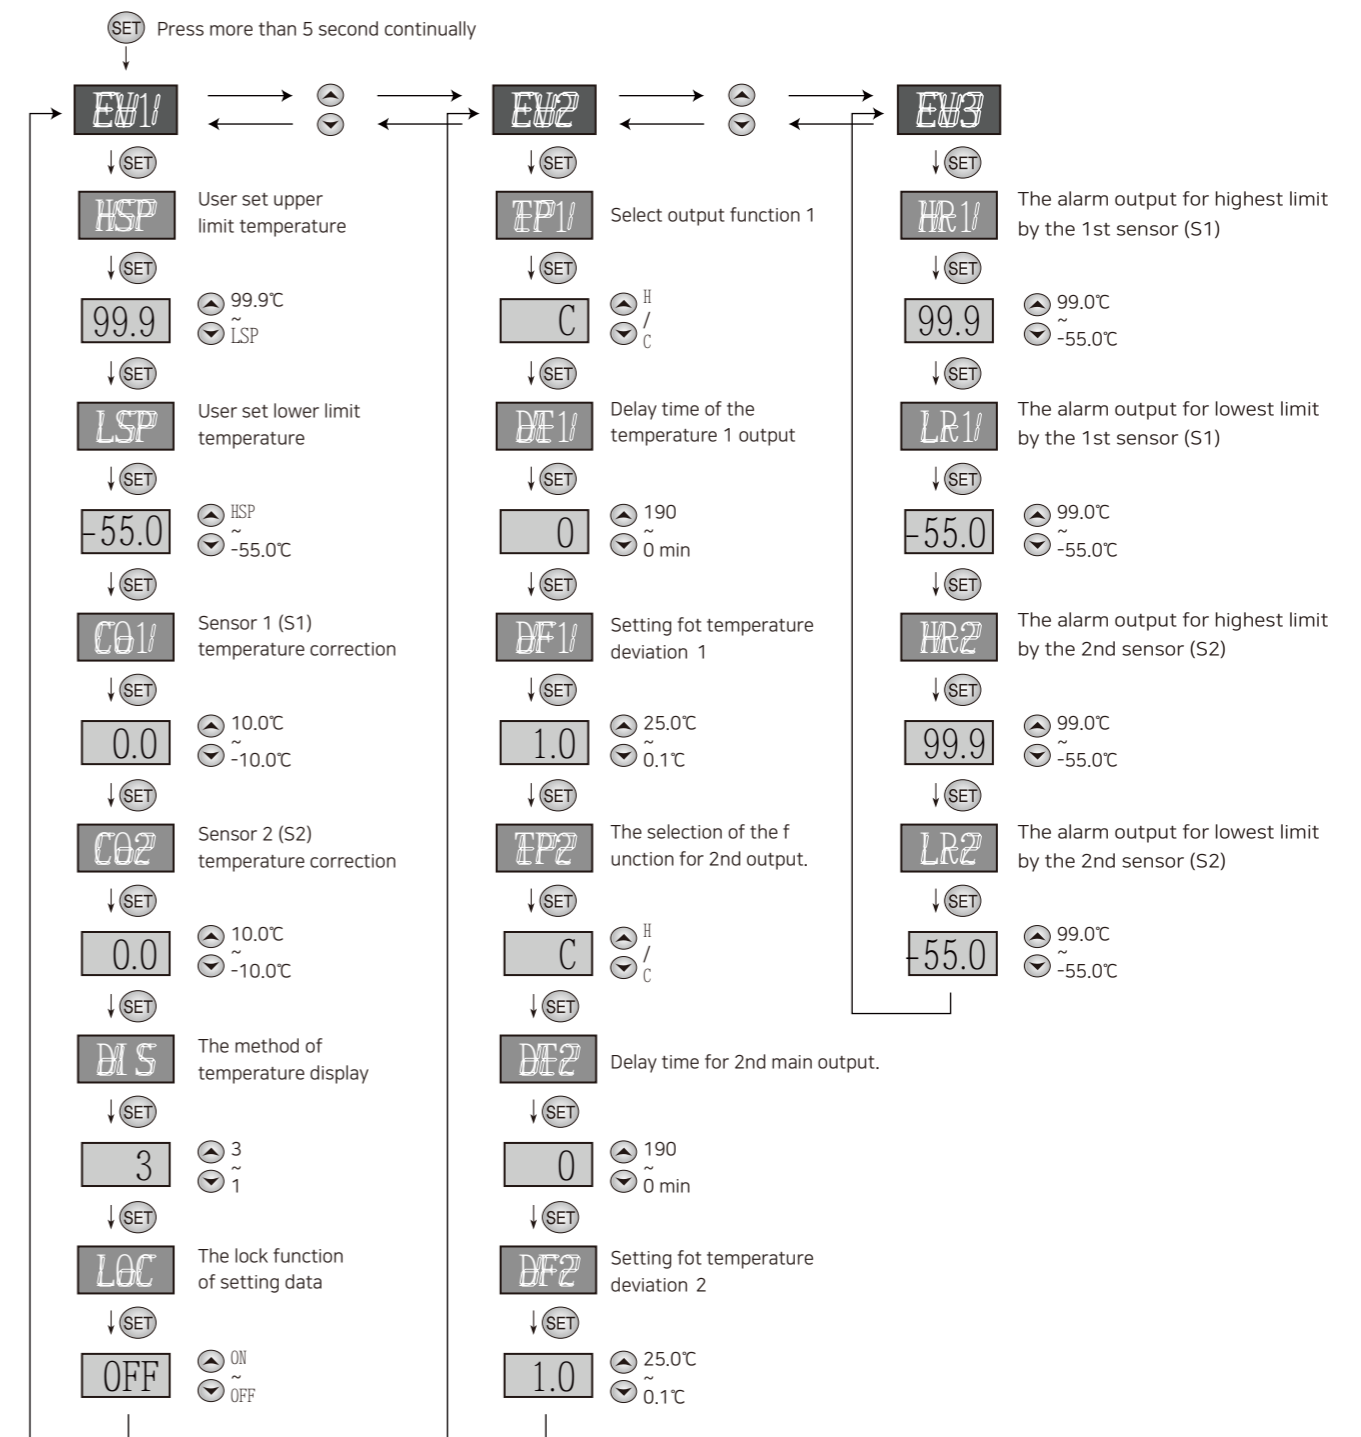 SET Press more than 5 second continually
EV1
SET
HSP
User set upper
limit temperature
SET
99.9
99.9℃
~
LSP
SET
LSP
User set lower limit
temperature
SET
-55.0
HSP
~
-55.0℃
SET
CO1
Sensor 1 (S1)
temperature correction
SET
0.0
10.0℃
~
-10.0℃
SET
CO2
Sensor 2 (S2)
temperature correction
SET
0.0
10.0℃
~
-10.0℃
SET
DIS
The method of
temperature display
SET
3
3
~
1
SET
LOC
The lock function
of setting data
SET
OFF
ON
~
OFF
EV2
SET
TP1
Select output function 1
SET
C
H
/
C
SET
DT1
Delay time of the
temperature 1 output
SET
0
190
~
0 min
SET
DF1
Setting fot temperature
deviation 1
SET
1.0
25.0℃
~
0.1℃
SET
TP2
The selection of the f
unction for 2nd output.
SET
C
H
/
C
SET
DT2
Delay time for 2nd main output.
SET
0
190
~
0 min
SET
DF2
Setting fot temperature
deviation 2
SET
1.0
25.0℃
~
0.1℃
EV3
SET
HR1
The alarm output for highest limit
by the 1st sensor (S1)
SET
99.9
99.0℃
~
-55.0℃
SET
LR1
The alarm output for lowest limit
by the 1st sensor (S1)
SET
-55.0
99.0℃
~
-55.0℃
SET
HR2
The alarm output for highest limit
by the 2nd sensor (S2)
SET
99.9
99.0℃
~
-55.0℃
SET
LR2
The alarm output for lowest limit
by the 2nd sensor (S2)
SET
-55.0
99.0℃
~
-55.0℃